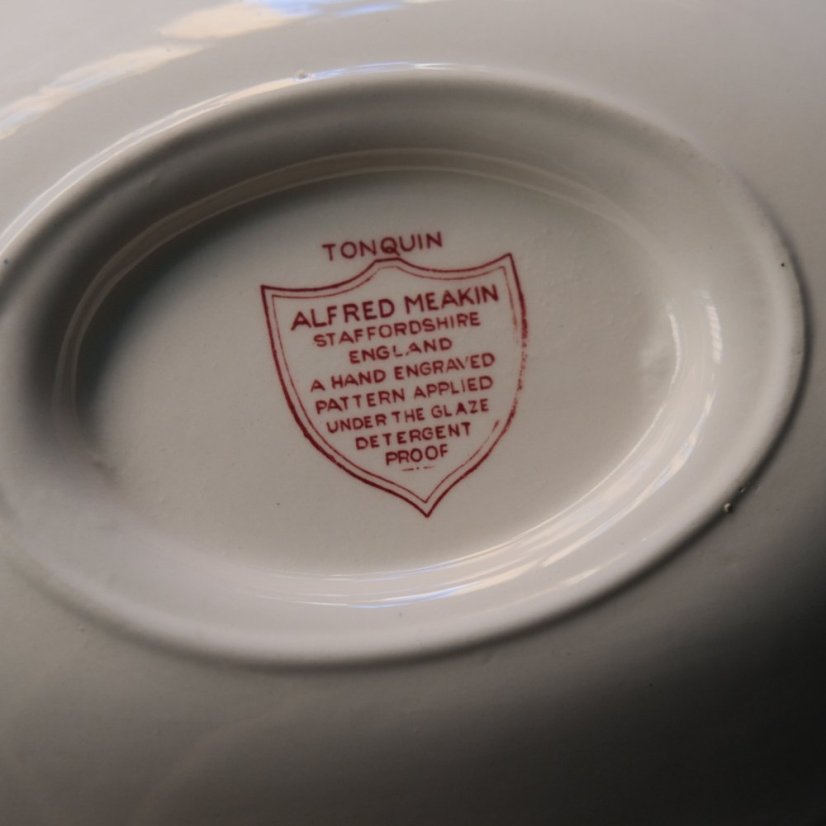 TONQUIN
ALFRED MEAKIN
STAFFORDSHIRE
ENGLAND
A HAND ENGRAVED
PATTERN APPLIED
UNDER THE GLAZE
DETERGENT
PROOF